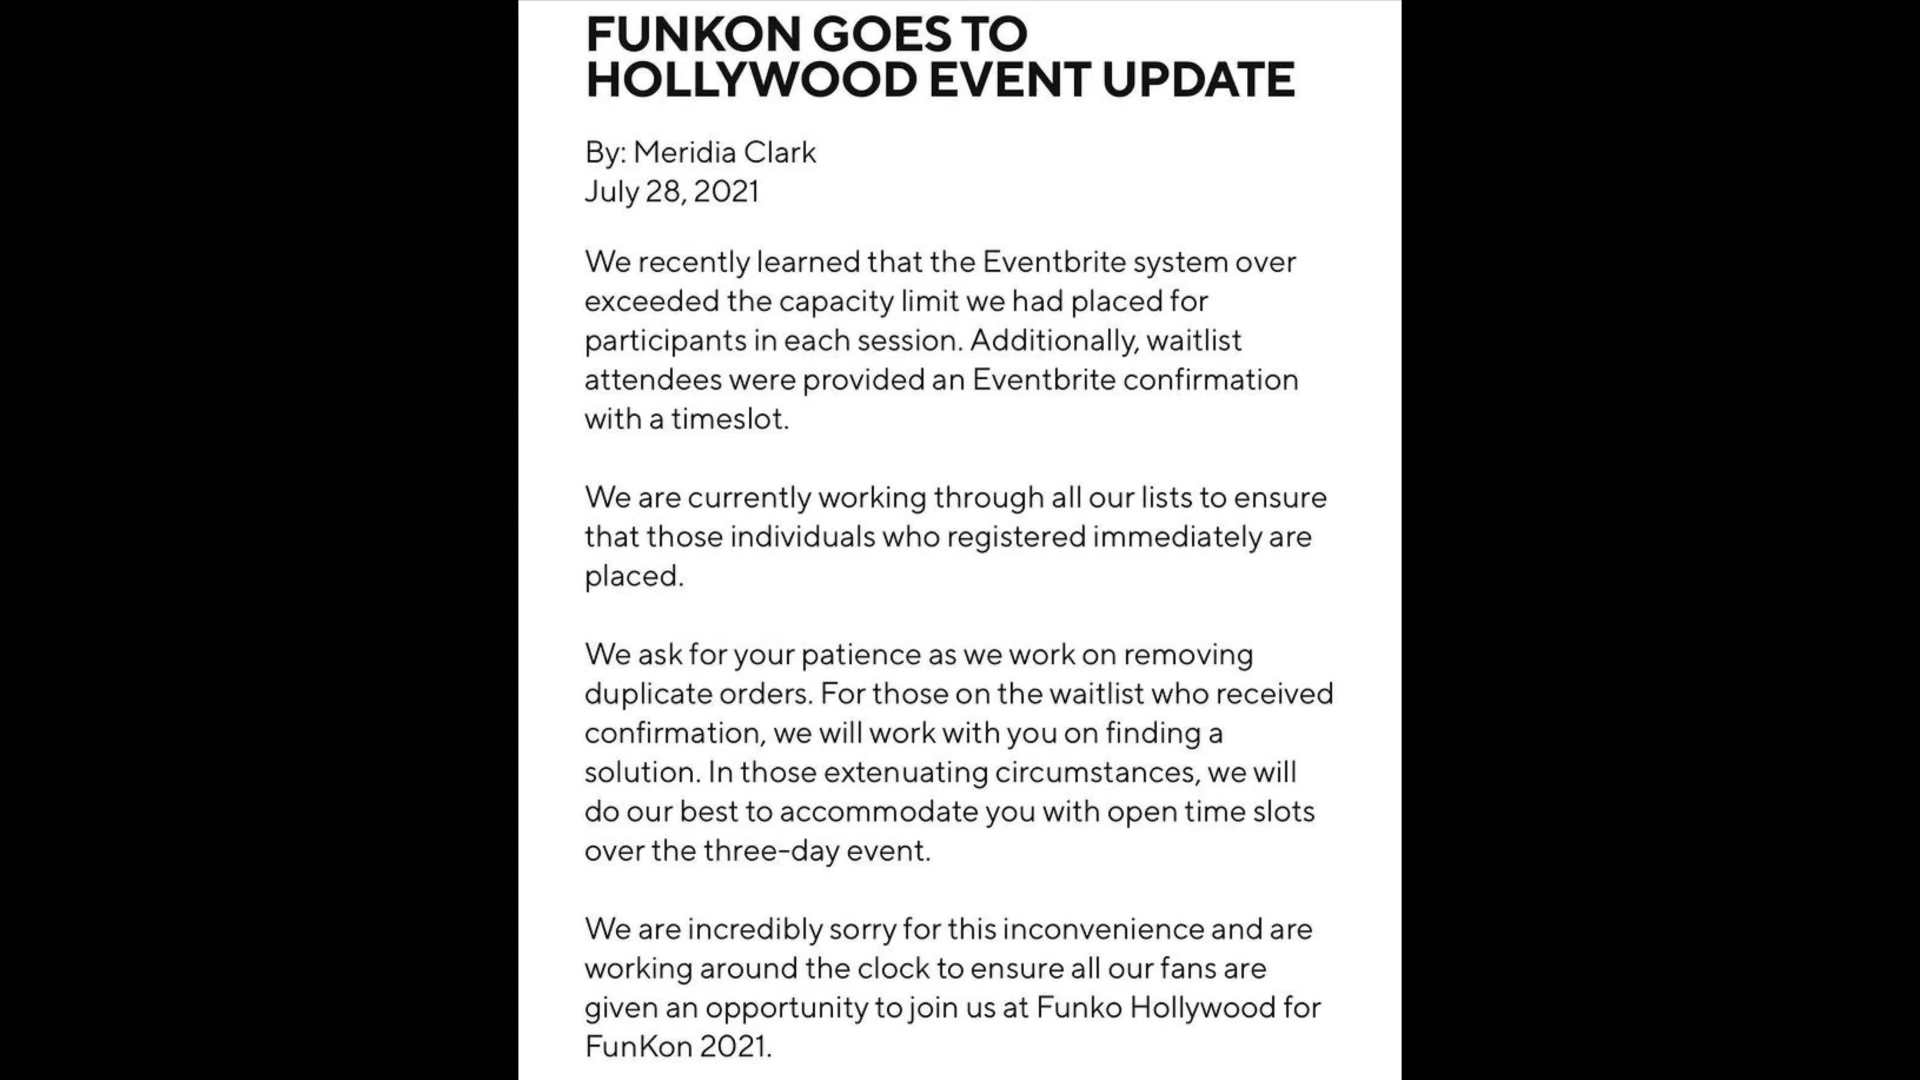 FUNKON GOES TO
HOLLYWOOD EVENT UPDATE
By: Meridia Clark
July 28, 2021
We recently learned that the Eventbrite system over
exceeded the capacity limit we had placed for
participants in each session. Additionally, waitlist
attendees were provided an Eventbrite confirmation
with a timeslot.
We are currently working through all our lists to ensure
that those individuals who registered immediately are
placed.
We ask for your patience as we work on removing
duplicate orders. For those on the waitlist who received
confirmation, we will work with you on finding a
solution. In those extenuating circumstances, we will
do our best to accommodate you with open time slots
over the three-day event.
We are incredibly sorry for this inconvenience and are
working around the clock to ensure all our fans are
given an opportunity to join us at Funko Hollywood for
FunKon 2021.